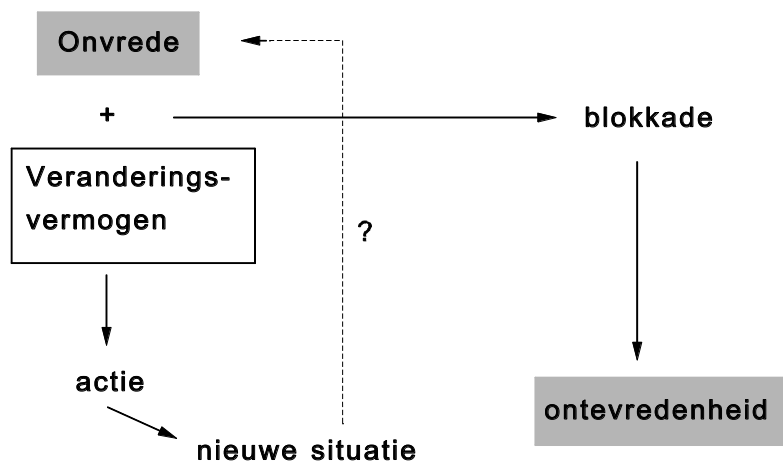 Onvrede
+
blokkade
Veranderings-
vermogen
?
actie
ontevredenheid
nieuwe situatie